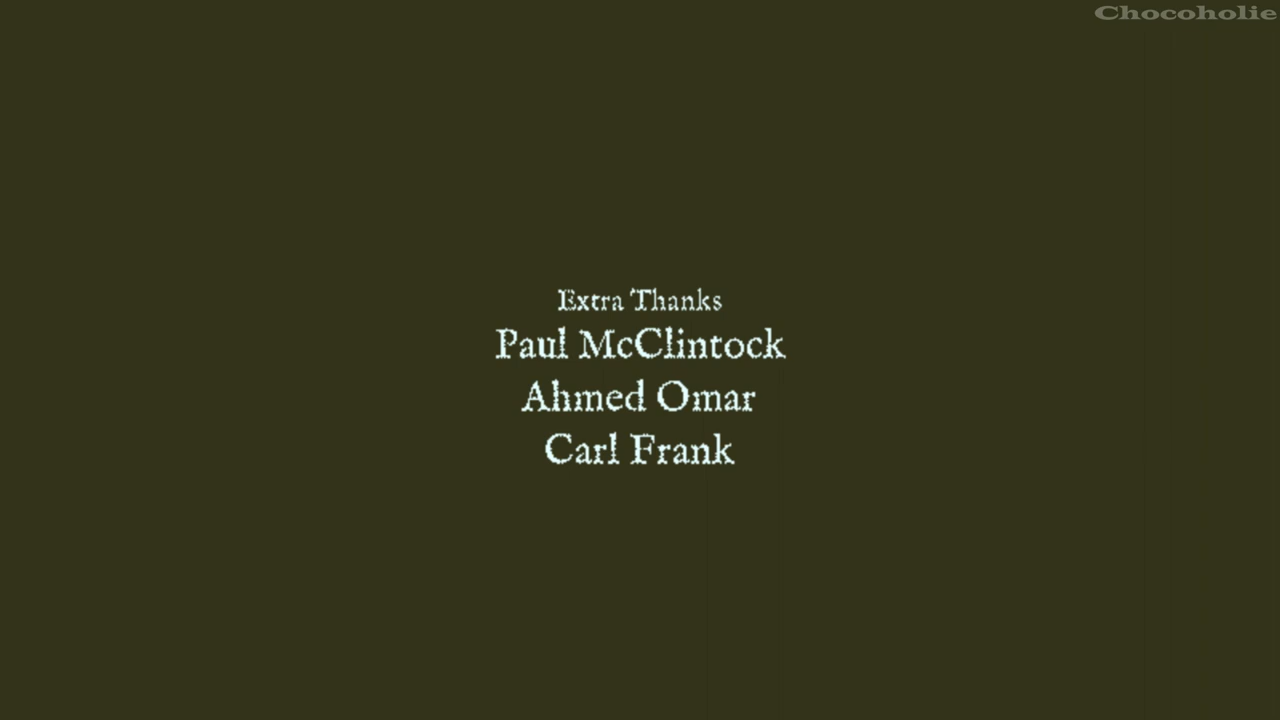 Chocoholie
Extra Thanks
Paul McClintock
Ahmed Omar
Carl Frank